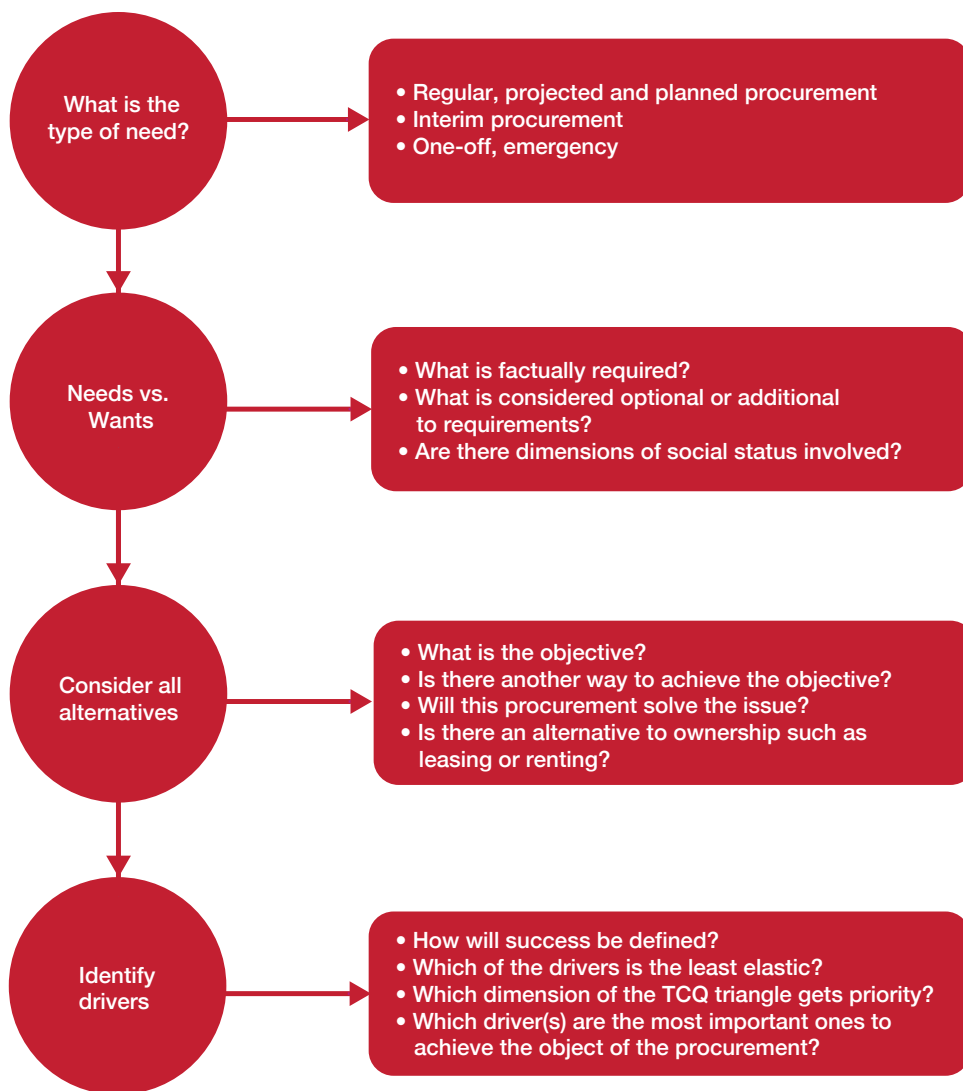 What is the
type of need?
• Regular, projected and planned procurement
• Interim procurement
• One-off, emergency
Needs vs.
Wants
• What is factually required?
• What is considered optional or additional
to requirements?
• Are there dimensions of social status involved?
Consider all
alternatives
• What is the objective?
• Is there another way to achieve the objective?
• Will this procurement solve the issue?
• Is there an alternative to ownership such as
leasing or renting?
Identify
drivers
• How will success be defined?
• Which of the drivers is the least elastic?
• Which dimension of the TCQ triangle gets priority?
• Which driver(s) are the most important ones to
achieve the object of the procurement?